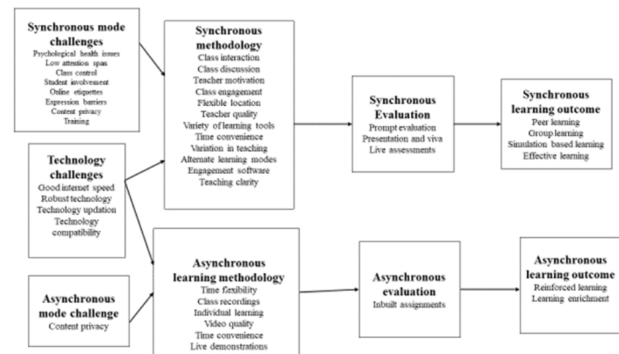 Synchronous mode
challenges
Psychological health issues
Low attention span
Class control
Student involvement
Online etiquettes
Expression barriers
Content privacy
Training
Technology
challenges
Good internet speed
Robust technology
Technology updation
Technology
compatibility
Asynchronous
mode challenge
Content privacy
Synchronous
methodology
Class interaction
Class discussion
Teacher motivation
Class engagement
Flexible location
Teacher quality
Variety of learning tools
Time convenience
Variation in teaching
Alternate learning modes
Engagement software
Teaching clarity
Asynchronous
learning methodology
Time flexibility
Class recordings
Individual learning
Video quality
Time convenience
Live demonstrations
Synchronous
Evaluation
Prompt evaluation
Presentation and viva
Live assessments
Asynchronous
evaluation
Inbuilt assignments
Synchronous
learning outcome
Peer learning
Group learning
Simulation based learning
Effective learning
Asynchronous
learning outcome
Reinforced learning
Learning enrichment